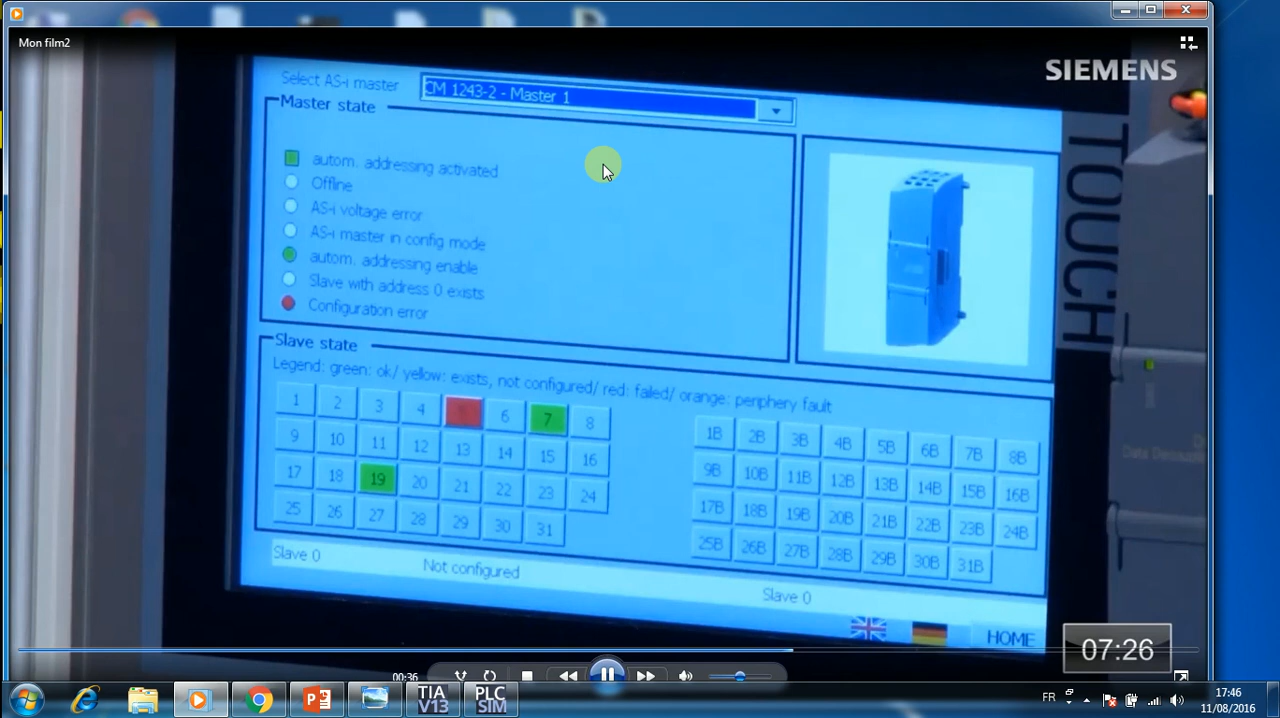 Mon film2
SIEMENS
Select AS-i master CM 1243-2 - Master 1
Master state
autom. addressing activated
Offline
AS-i voltage error
AS-i master in config mode
autom. addressing enable
Slave with address 0 exists
Configuration error
TOUCH
Slave state
Legend: green: ok/ yellow: exists, not configured/ red: failed/ orange: periphery fault
1 2 3 4 6 7 8
9 10 11 12 13 14 15 16
17 18 19 20 21 22 23 24
25 26 27 28 29 30 31
1B 2B 3B 4B 5B 6B 7B 8B
9B 10B 11B 12B 13B 14B 15B 16B
17B 18B 19B 20B 21B 22B 23B 24B
25B 26B 27B 28B 29B 30B 31B
Slave 0 Not configured Slave 0
HOME
07:26
00:36
TIA V13
PLC SIM
FR
17:46
11/08/2016